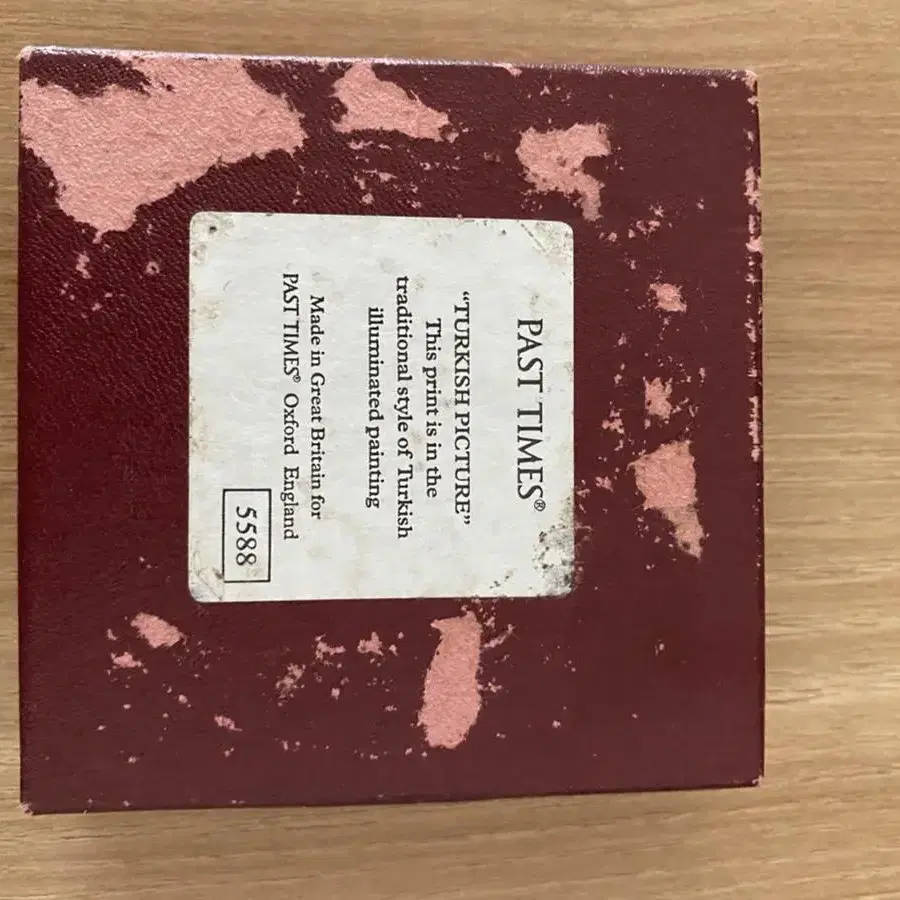 PAST TIMES®
“TURKISH PICTURE”
This print is in the
traditional style of Turkish
illuminated painting
Made in Great Britain for
PAST TIMES® Oxford England
5588